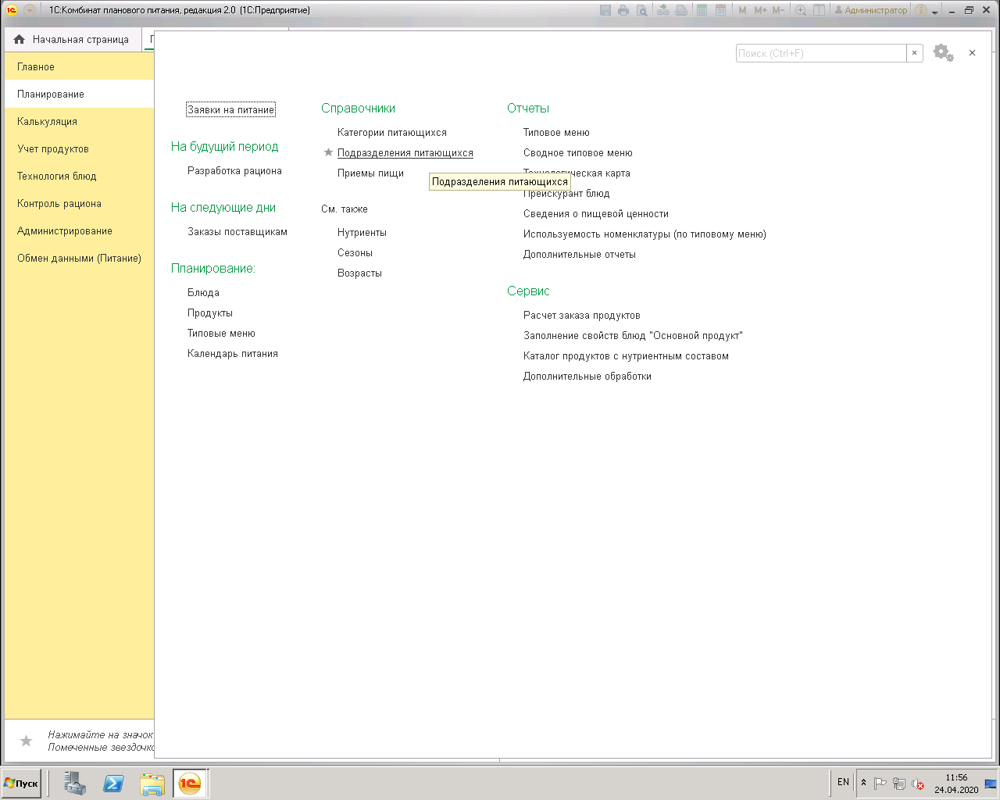 1С:Комбинат планового питания, редакция 2.0 (1С:Предприятие)
M M+ M-
Администратор
Начальная страница
Поиск (Ctrl+F)
Главное
Планирование
Калькуляция
Учет продуктов
Технология блюд
Контроль рациона
Администрирование
Обмен данными (Питание)
Заявки на питание
На будущий период
Разработка рациона
На следующие дни
Заказы поставщикам
Планирование:
Блюда
Продукты
Типовые меню
Календарь питания
Справочники
Категории питающихся
Подразделения питающихся
Приемы пищи
Подразделения питающихся
См. также
Нутриенты
Сезоны
Возрасты
Отчеты
Типовое меню
Сводное типовое меню
Технологическая карта
Прейскурант блюд
Сведения о пищевой ценности
Используемость номенклатуры (по типовому меню)
Дополнительные отчеты
Сервис
Расчет заказа продуктов
Заполнение свойств блюд "Основной продукт"
Каталог продуктов с нутриентным составом
Дополнительные обработки
Нажимайте на значок
Помеченные звездочко
Пуск
EN
11:56
24.04.2020